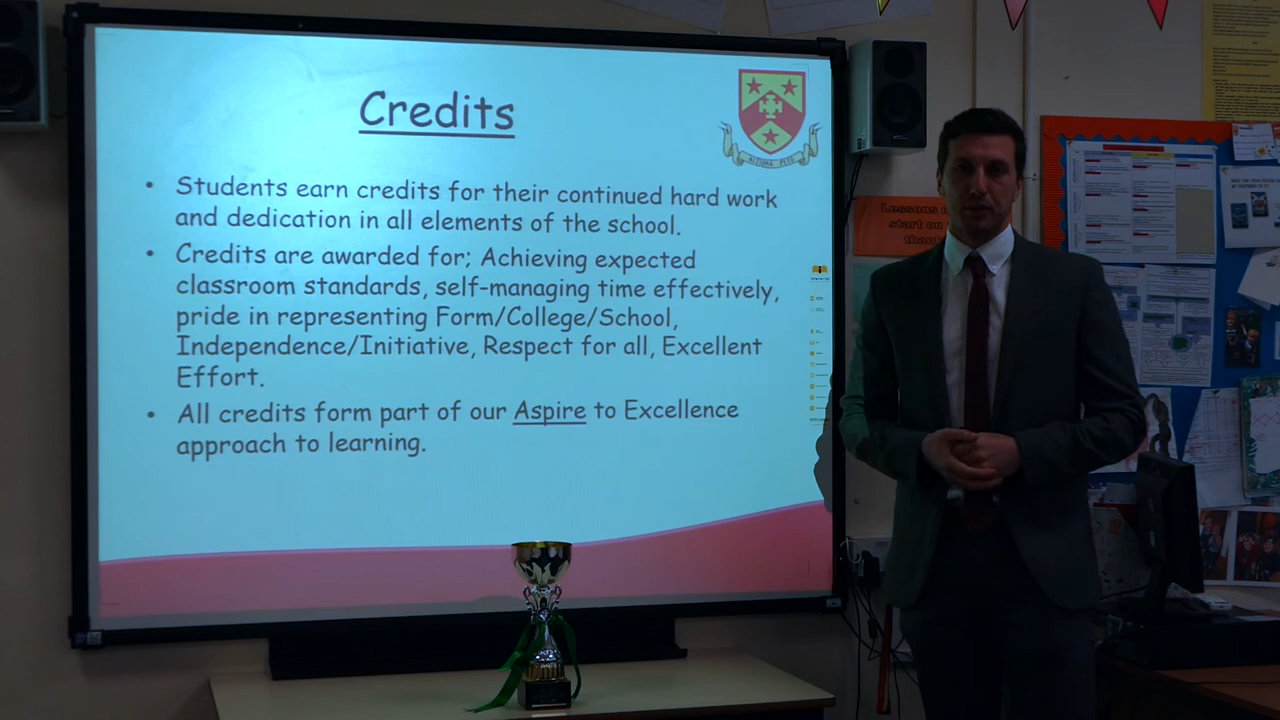 Credits
ALTIORA PETO
• Students earn credits for their continued hard work
and dedication in all elements of the school.
• Credits are awarded for; Achieving expected
classroom standards, self-managing time effectively,
pride in representing Form/College/School,
Independence/Initiative, Respect for all, Excellent
Effort.
• All credits form part of our Aspire to Excellence
approach to learning.
Lessons
start on